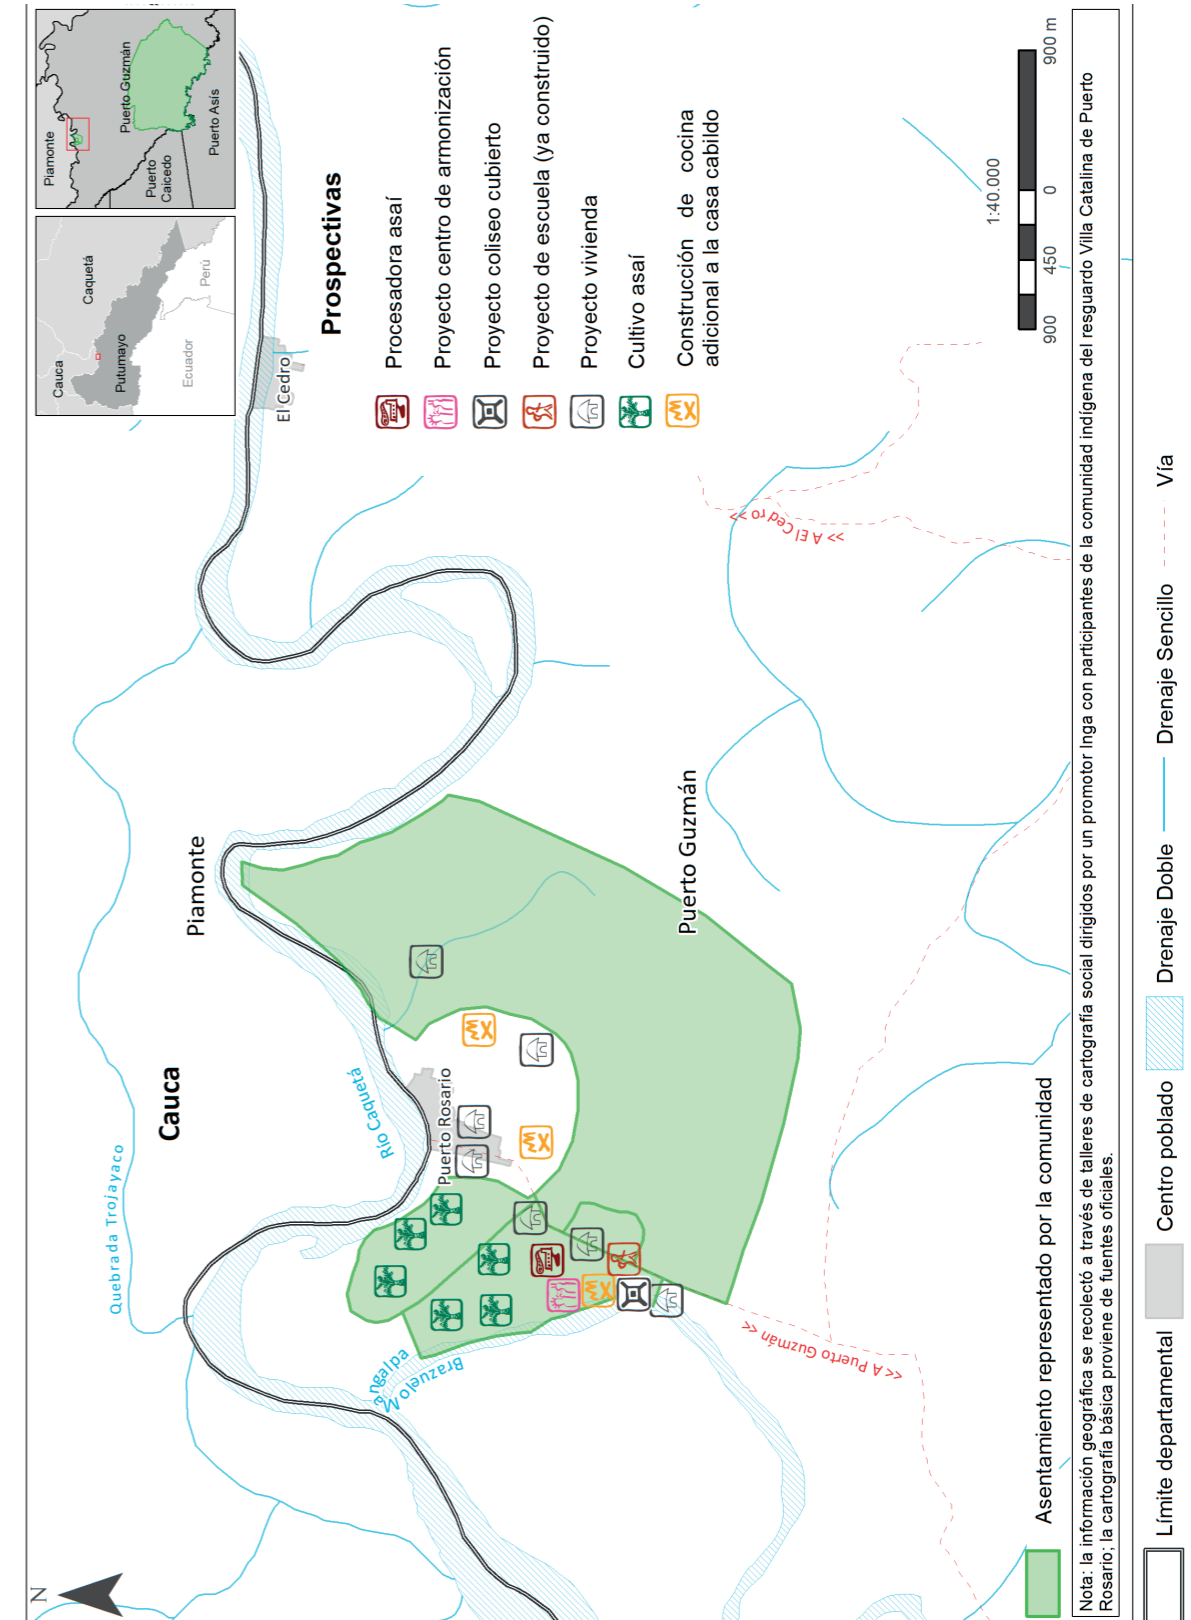 N
Quebrada Trojayaco
Cauca
Piamonte
Río Caquetá
Puerto Rosario
Mangalpa
Brazuelo
Puerto Guzmán
<< A Puerto Guzmán <<
>> A El Cedro >>
El Cedro
Cauca
Caquetá
Putumayo
Ecuador
Perú
Piamonte
Puerto Guzmán
Puerto
Caicedo
Puerto Asís
Prospectivas
Procesadora asaí
Proyecto centro de armonización
Proyecto coliseo cubierto
Proyecto de escuela (ya construido)
Proyecto vivienda
Cultivo asaí
Construcción de cocina
adicional a la casa cabildo
1:40.000
900 450 0 900 m
Asentamiento representado por la comunidad
Nota: la información geográfica se recolectó a través de talleres de cartografía social dirigidos por un promotor Inga con participantes de la comunidad indígena del resguardo Villa Catalina de Puerto
Rosario; la cartografía básica proviene de fuentes oficiales.
Límite departamental
Centro poblado
Drenaje Doble
Drenaje Sencillo
Vía